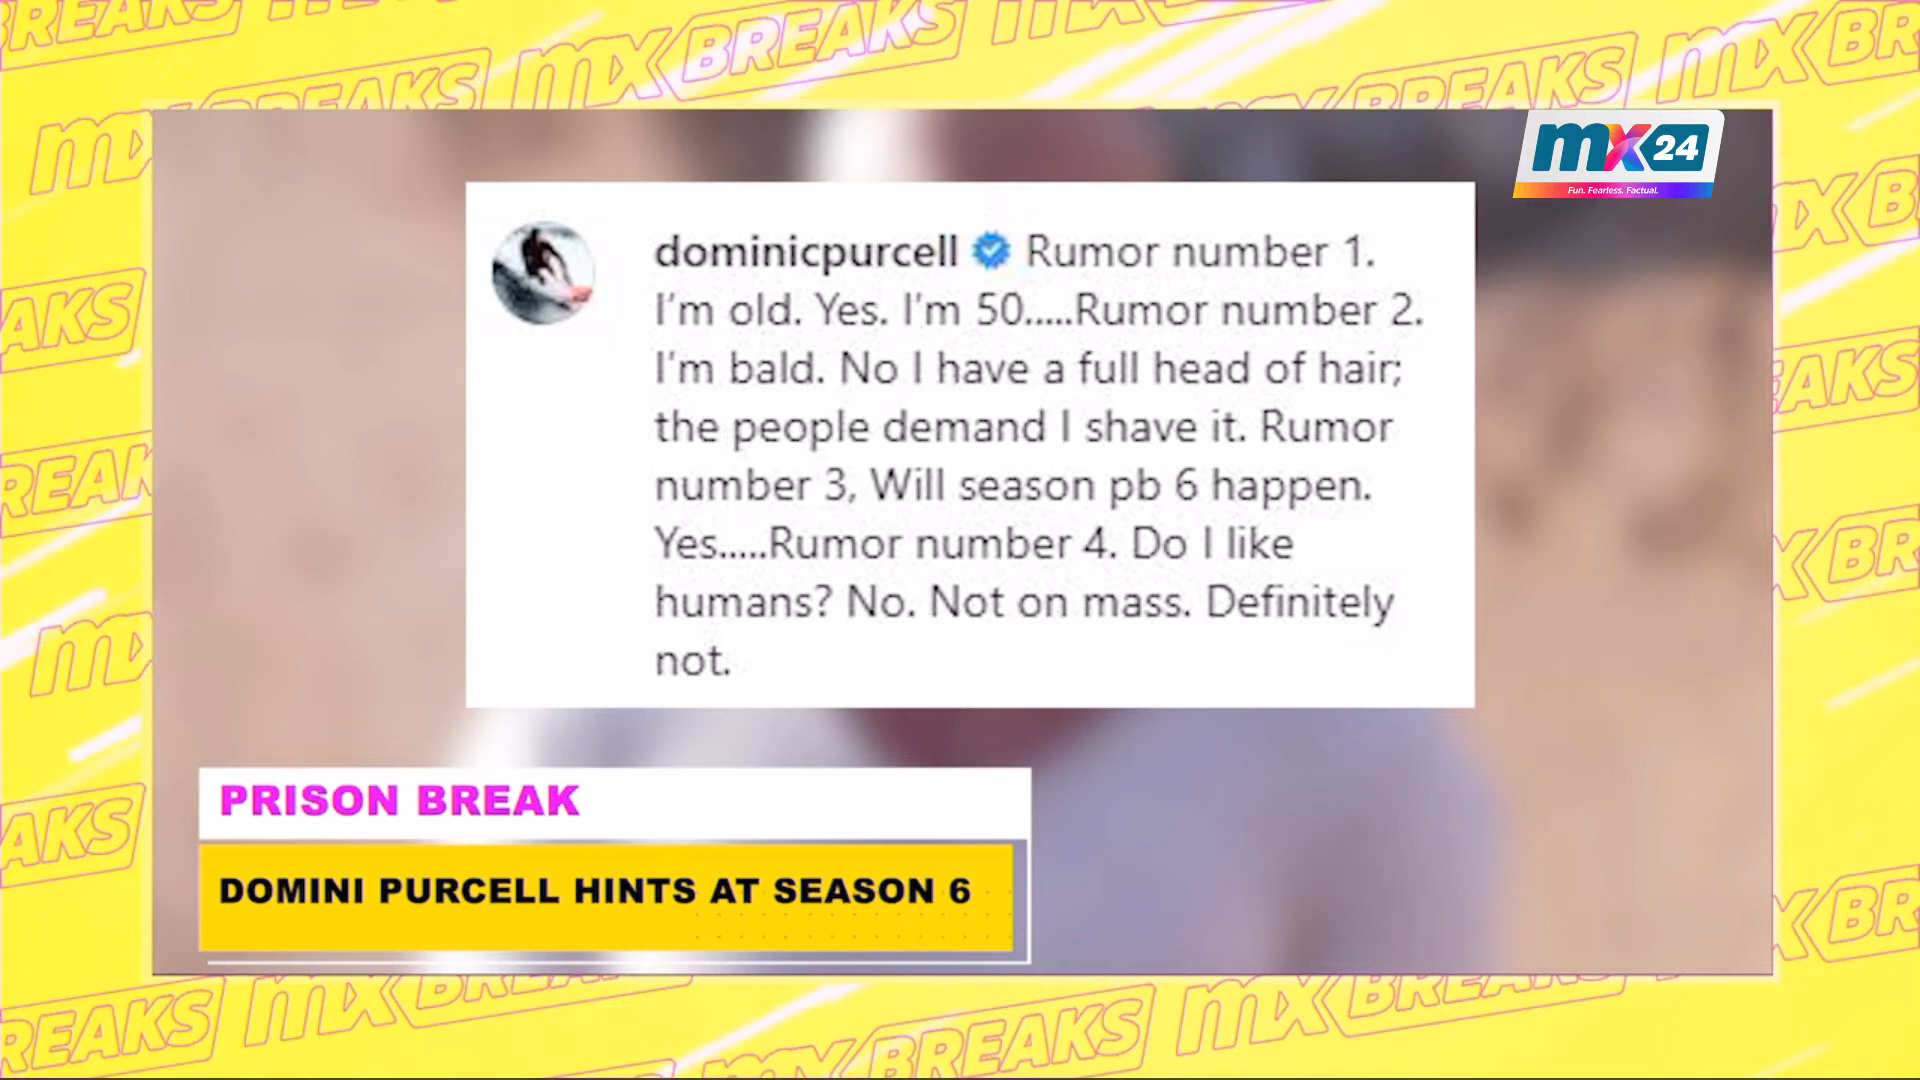 MX BREAKS
mx24
Fun. Fearless. Factual.
dominicpurcell Rumor number 1.
I'm old. Yes. I'm 50.....Rumor number 2.
I'm bald. No I have a full head of hair;
the people demand I shave it. Rumor
number 3, Will season pb 6 happen.
Yes.....Rumor number 4. Do I like
humans? No. Not on mass. Definitely
not.
PRISON BREAK
DOMINI PURCELL HINTS AT SEASON 6